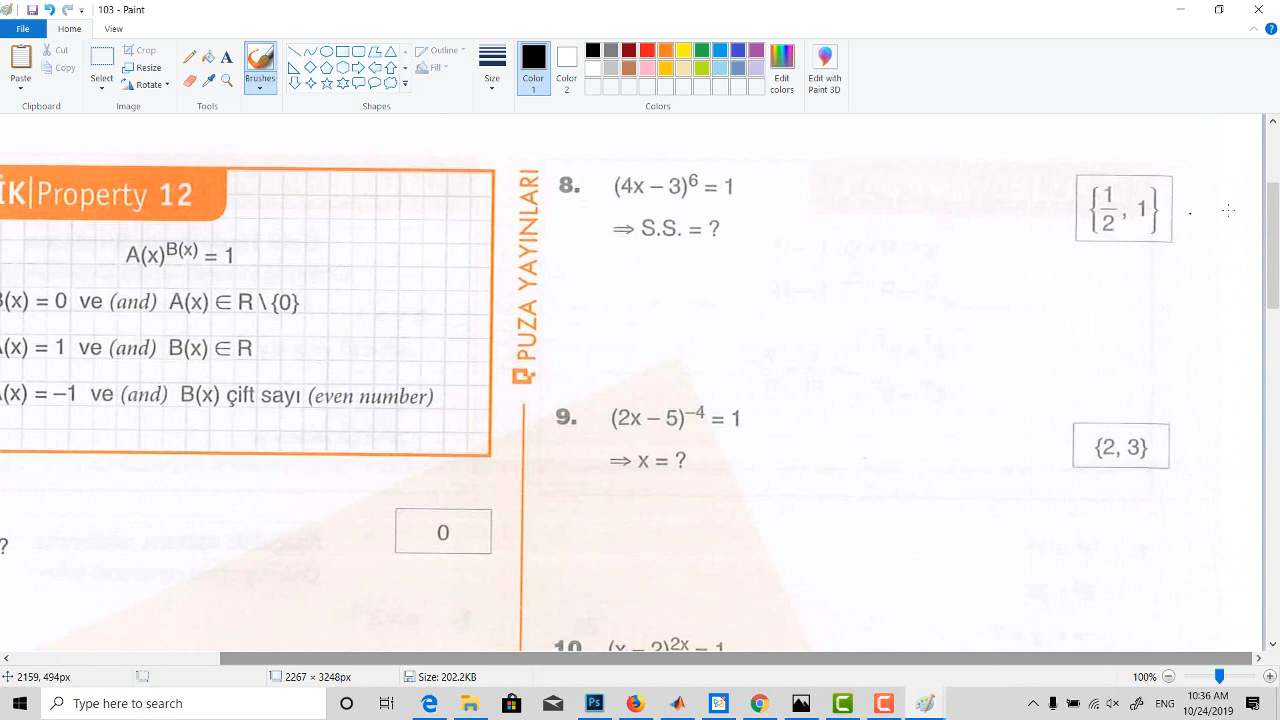 103 - Paint
File Home View
Paste
Cut
Copy
Clipboard
Select
Crop
Resize
Rotate
Image
Tools
Brushes
Outline
Fill
Shapes
Size
Color 1
Color 2
Edit colors
Edit with Paint 3D
Colors
İK|Property 12
A(x)^B(x) = 1
B(x) = 0 ve (and) A(x) ∈ R \ {0}
A(x) = 1 ve (and) B(x) ∈ R
A(x) = –1 ve (and) B(x) çift sayı (even number)
?
0
PUZA YAYINLARI
8. (4x – 3)^6 = 1
⇒ S.S. = ?
{1/2, 1}
9. (2x – 5)^–4 = 1
⇒ x = ?
{2, 3}
10. (x – 2)^2x = 1
2159, 494px
2267 × 3248px
Size: 202.2KB
100%
Type here to search
ENG
10:36 AM
10/24/2019